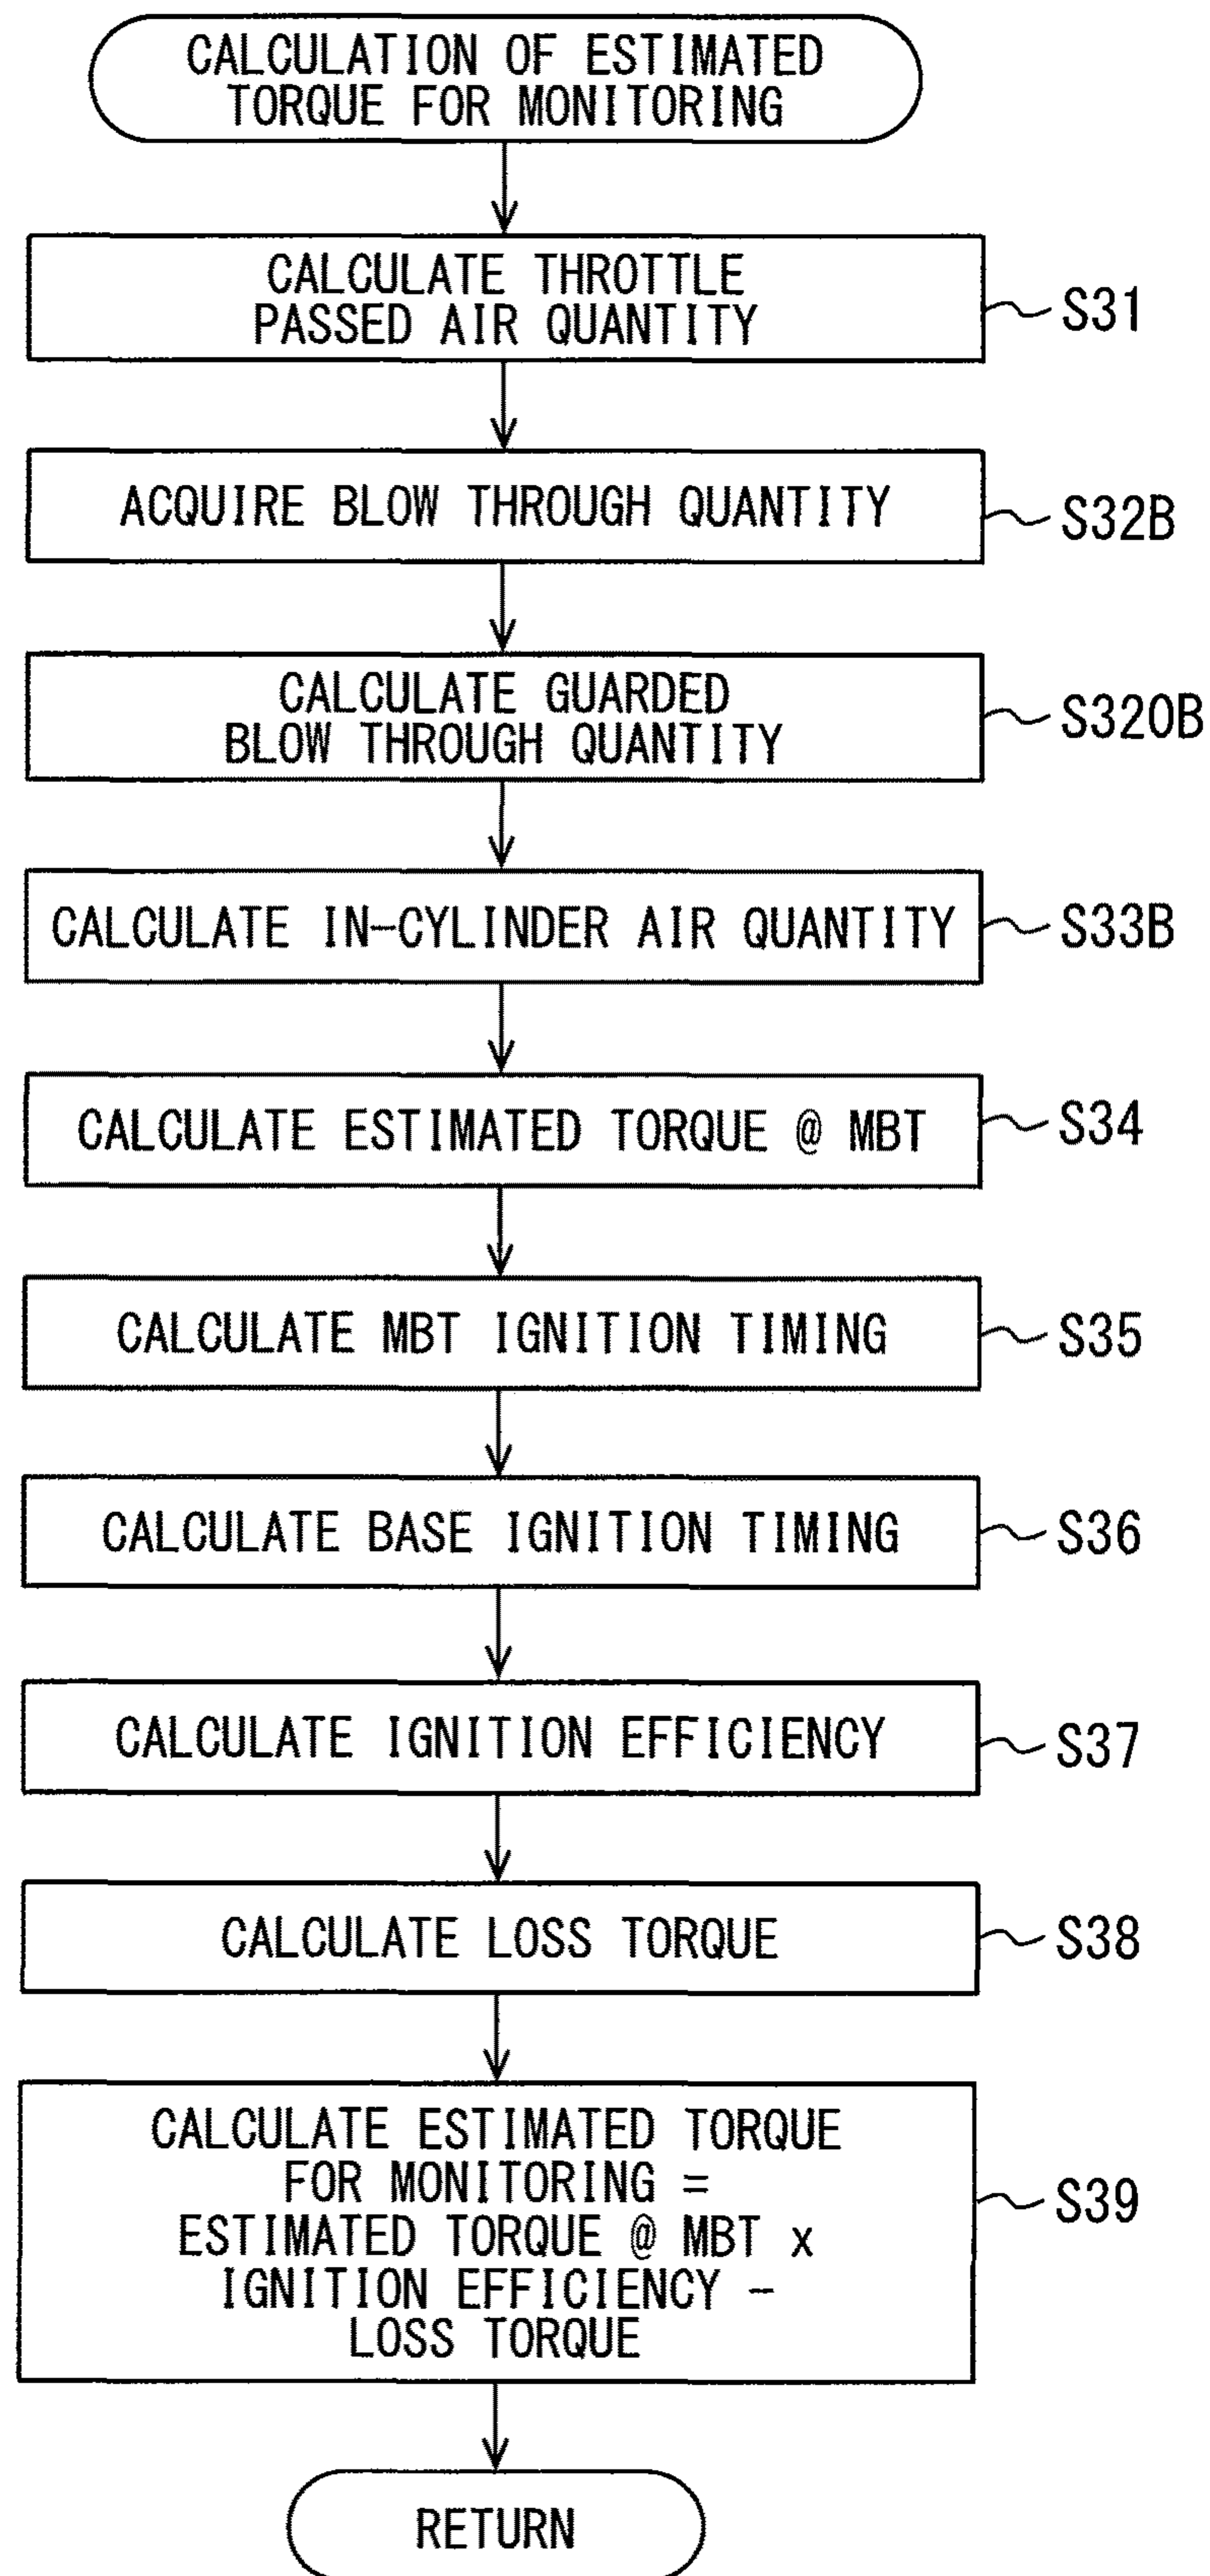 CALCULATION OF ESTIMATED
TORQUE FOR MONITORING
CALCULATE THROTTLE
PASSED AIR QUANTITY
S31
ACQUIRE BLOW THROUGH QUANTITY
S32B
CALCULATE GUARDED
BLOW THROUGH QUANTITY
S320B
CALCULATE IN-CYLINDER AIR QUANTITY
S33B
CALCULATE ESTIMATED TORQUE @ MBT
S34
CALCULATE MBT IGNITION TIMING
S35
CALCULATE BASE IGNITION TIMING
S36
CALCULATE IGNITION EFFICIENCY
S37
CALCULATE LOSS TORQUE
S38
CALCULATE ESTIMATED TORQUE
FOR MONITORING =
ESTIMATED TORQUE @ MBT x
IGNITION EFFICIENCY -
LOSS TORQUE
S39
RETURN